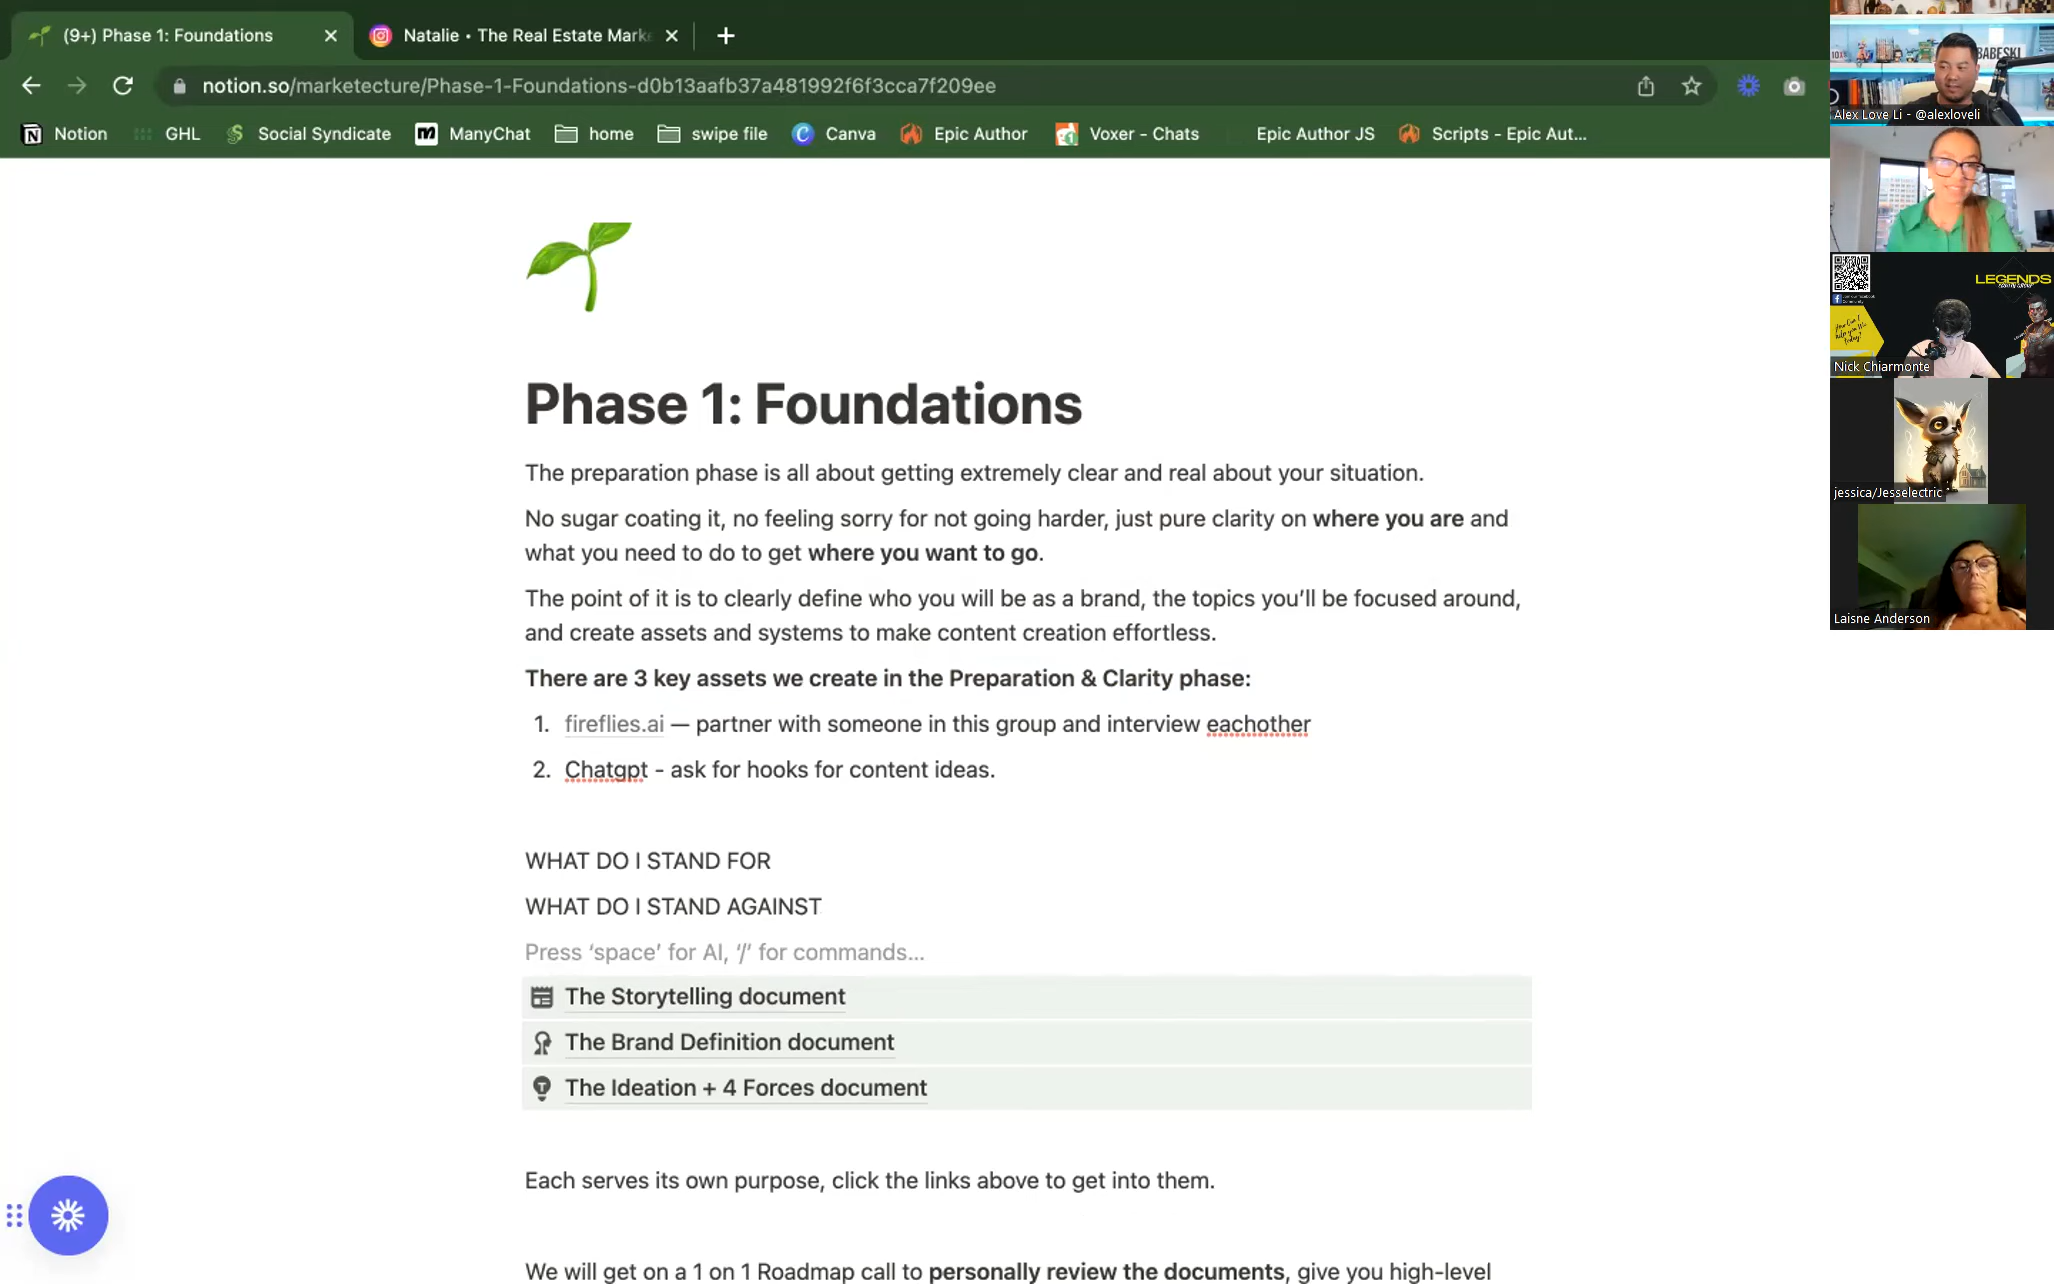 (9+) Phase 1: Foundations
Natalie • The Real Estate Mark
notion.so/marketecture/Phase-1-Foundations-d0b13aafb37a481992f6f3cca7f209ee
Notion GHL Social Syndicate ManyChat home swipe file Canva Epic Author Voxer - Chats Epic Author JS Scripts - Epic Aut...
Phase 1: Foundations
The preparation phase is all about getting extremely clear and real about your situation.
No sugar coating it, no feeling sorry for not going harder, just pure clarity on where you are and
what you need to do to get where you want to go.
The point of it is to clearly define who you will be as a brand, the topics you’ll be focused around,
and create assets and systems to make content creation effortless.
There are 3 key assets we create in the Preparation & Clarity phase:
1. fireflies.ai — partner with someone in this group and interview eachother
2. Chatgpt - ask for hooks for content ideas.
WHAT DO I STAND FOR
WHAT DO I STAND AGAINST
Press ‘space’ for AI, ‘/’ for commands...
The Storytelling document
The Brand Definition document
The Ideation + 4 Forces document
Each serves its own purpose, click the links above to get into them.
We will get on a 1 on 1 Roadmap call to personally review the documents, give you high-level
BABESKI
Alex Love Li - @alexloveli
LEGENDS
How Can I
help you
Today?
Nick Chiarmonte
jessica/Jesselectric
Laisne Anderson